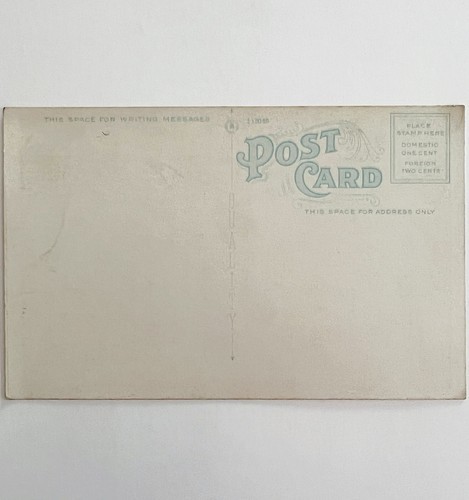 THIS SPACE FOR WRITING MESSAGES
POST
CARD
PLACE
STAMP HERE
DOMESTIC
ONE CENT
FOREIGN
TWO CENTS
THIS SPACE FOR ADDRESS ONLY